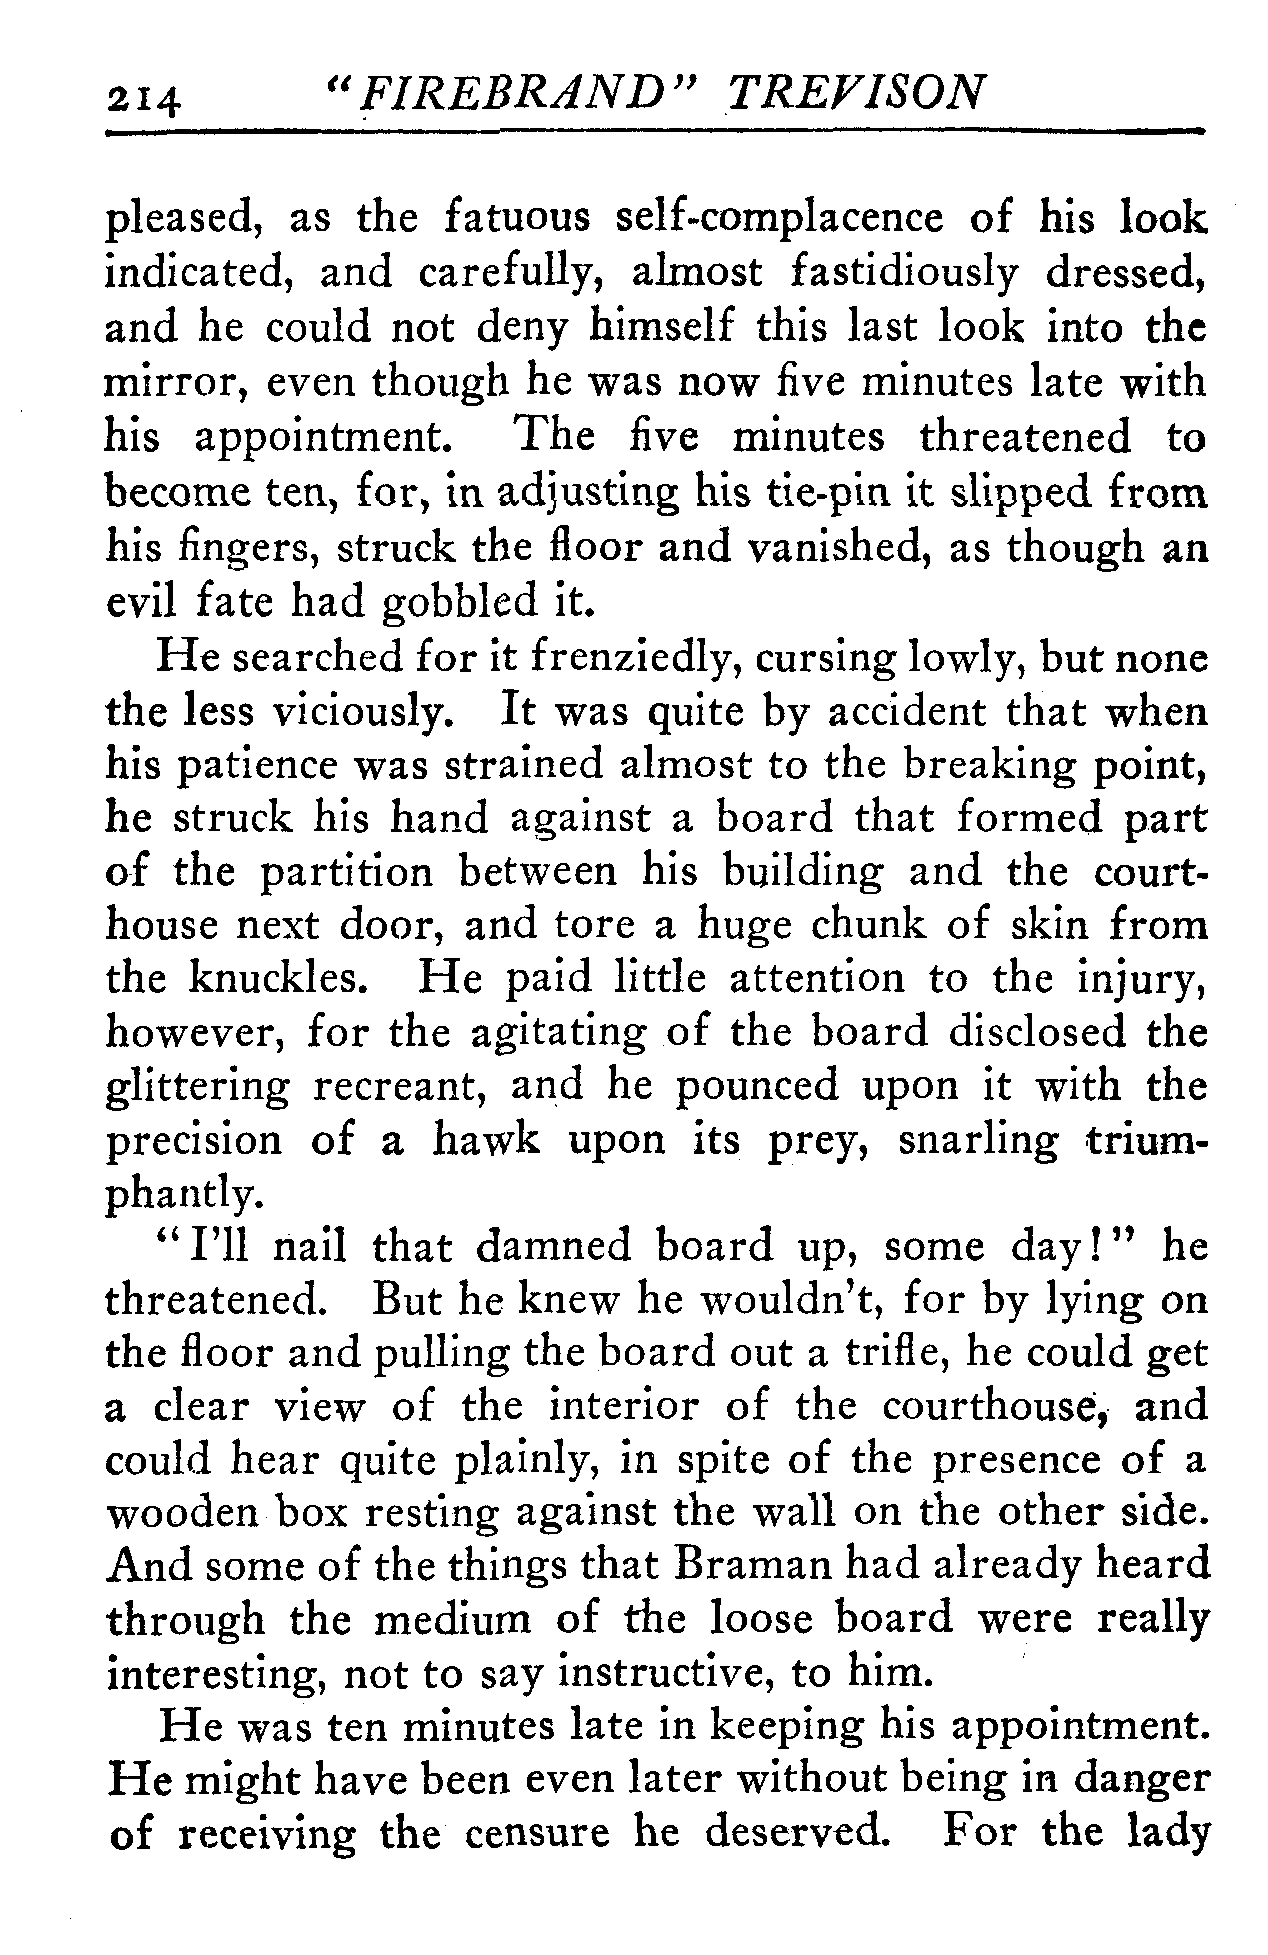 214 "FIREBRAND" TREVISON
pleased, as the fatuous self-complacence of his look
indicated, and carefully, almost fastidiously dressed,
and he could not deny himself this last look into the
mirror, even though he was now five minutes late with
his appointment. The five minutes threatened to
become ten, for, in adjusting his tie-pin it slipped from
his fingers, struck the floor and vanished, as though an
evil fate had gobbled it.
He searched for it frenziedly, cursing lowly, but none
the less viciously. It was quite by accident that when
his patience was strained almost to the breaking point,
he struck his hand against a board that formed part
of the partition between his building and the court-
house next door, and tore a huge chunk of skin from
the knuckles. He paid little attention to the injury,
however, for the agitating of the board disclosed the
glittering recreant, and he pounced upon it with the
precision of a hawk upon its prey, snarling trium-
phantly.
"I'll nail that damned board up, some day!" he
threatened. But he knew he wouldn't, for by lying on
the floor and pulling the board out a trifle, he could get
a clear view of the interior of the courthouse, and
could hear quite plainly, in spite of the presence of a
wooden box resting against the wall on the other side.
And some of the things that Braman had already heard
through the medium of the loose board were really
interesting, not to say instructive, to him.
He was ten minutes late in keeping his appointment.
He might have been even later without being in danger
of receiving the censure he deserved. For the lady